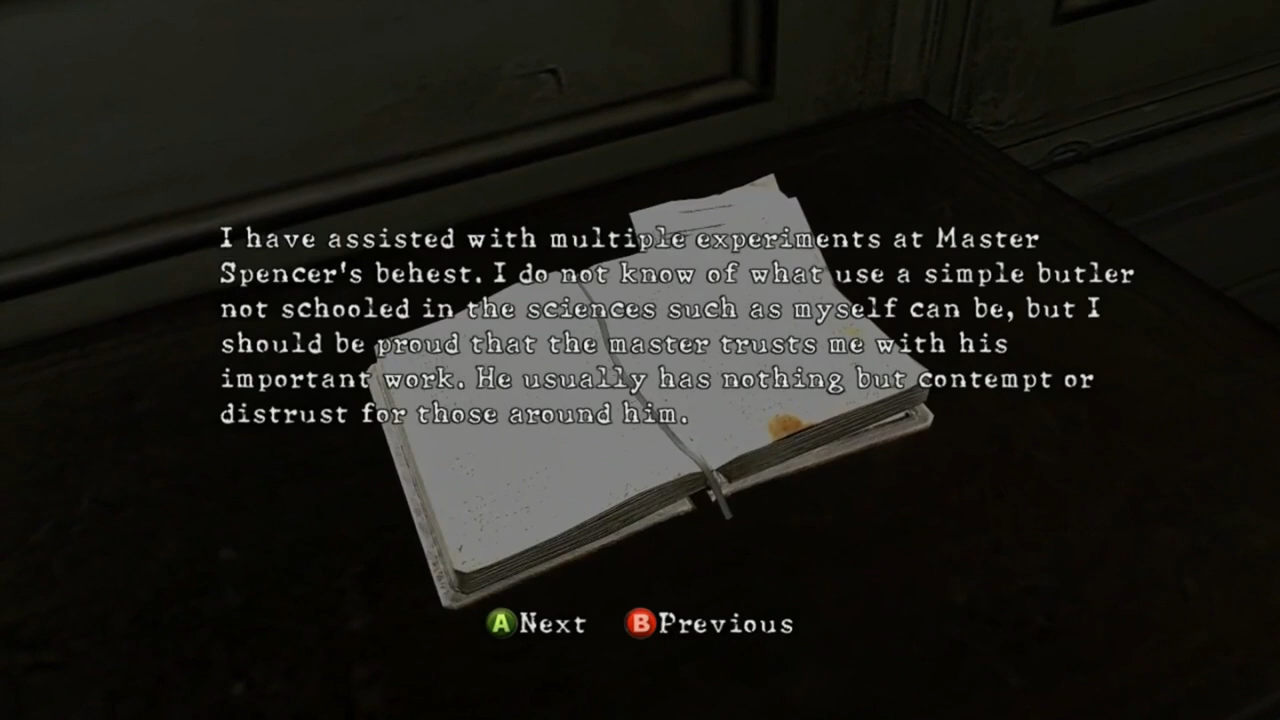 I have assisted with multiple experiments at Master
Spencer's behest. I do not know of what use a simple butler
not schooled in the sciences such as myself can be, but I
should be proud that the master trusts me with his
important work. He usually has nothing but contempt or
distrust for those around him.
A Next B Previous